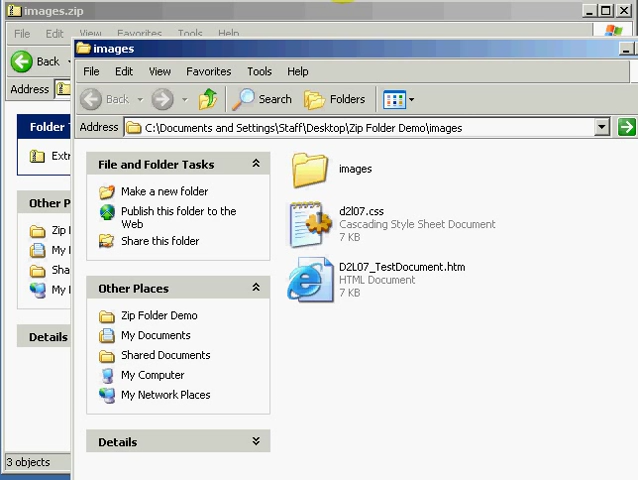 images.zip
File Edit View Favorites Tools Help
Back
Address
Folder T
Extr
Other P
Zip F
My D
Sha
My N
Details
3 objects
images
File Edit View Favorites Tools Help
Back Search Folders
Address C:\Documents and Settings\Staff\Desktop\Zip Folder Demo\images
File and Folder Tasks
Make a new folder
Publish this folder to the
Web
Share this folder
Other Places
Zip Folder Demo
My Documents
Shared Documents
My Computer
My Network Places
Details
images
d2l07.css
Cascading Style Sheet Document
7 KB
D2L07_TestDocument.htm
HTML Document
7 KB